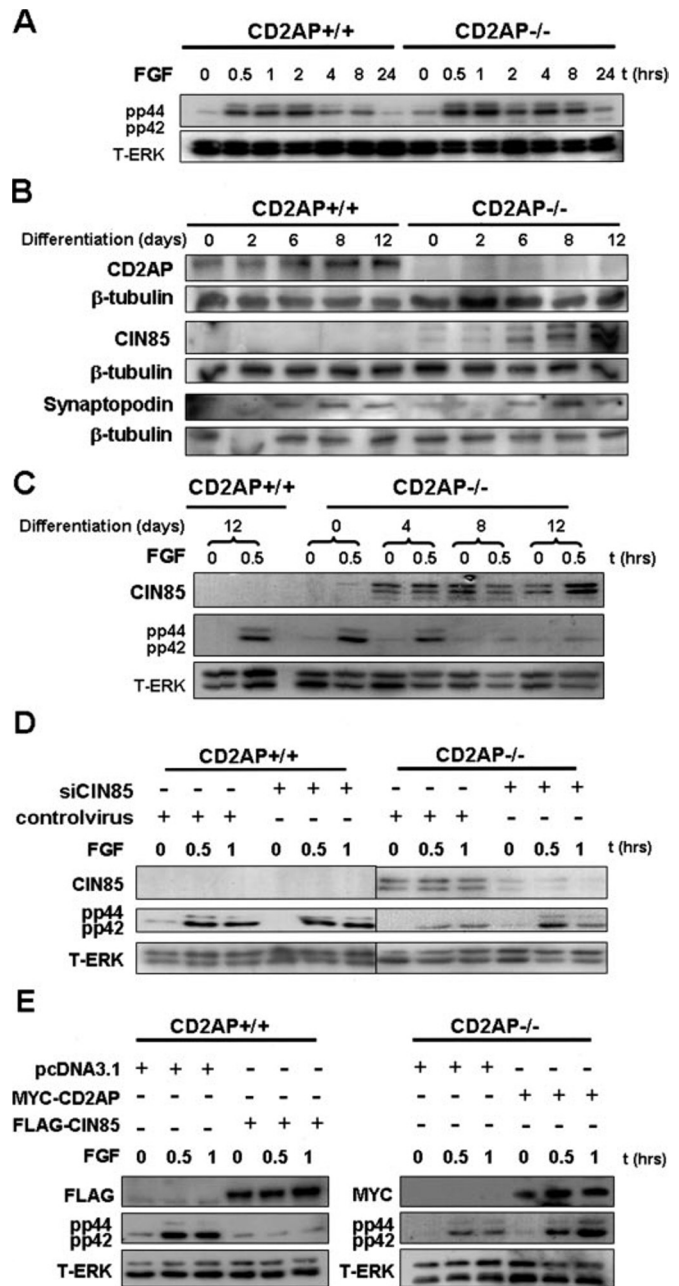 A
CD2AP+/+ CD2AP-/-
FGF 0 0.5 1 2 4 8 24 0 0.5 1 2 4 8 24 t (hrs)
pp44
pp42
T-ERK
B
CD2AP+/+ CD2AP-/-
Differentiation (days) 0 2 6 8 12 0 2 6 8 12
CD2AP
β-tubulin
CIN85
β-tubulin
Synaptopodin
β-tubulin
C
CD2AP+/+ CD2AP-/-
Differentiation (days) 12 0 4 8 12
FGF 0 0.5 0 0.5 0 0.5 0 0.5 0 0.5 t (hrs)
CIN85
pp44
pp42
T-ERK
D
CD2AP+/+ CD2AP-/-
siCIN85 - - - + + + - - - + + +
controlvirus + + + - - - + + + - - -
FGF 0 0.5 1 0 0.5 1 0 0.5 1 0 0.5 1 t (hrs)
CIN85
pp44
pp42
T-ERK
E
CD2AP+/+ CD2AP-/-
pcDNA3.1 + + + - - - + + + - - -
MYC-CD2AP - - - - - - - - - + + +
FLAG-CIN85 - - - + + + - - - - - -
FGF 0 0.5 1 0 0.5 1 0 0.5 1 0 0.5 1 t (hrs)
FLAG MYC
pp44 pp44
pp42 pp42
T-ERK T-ERK